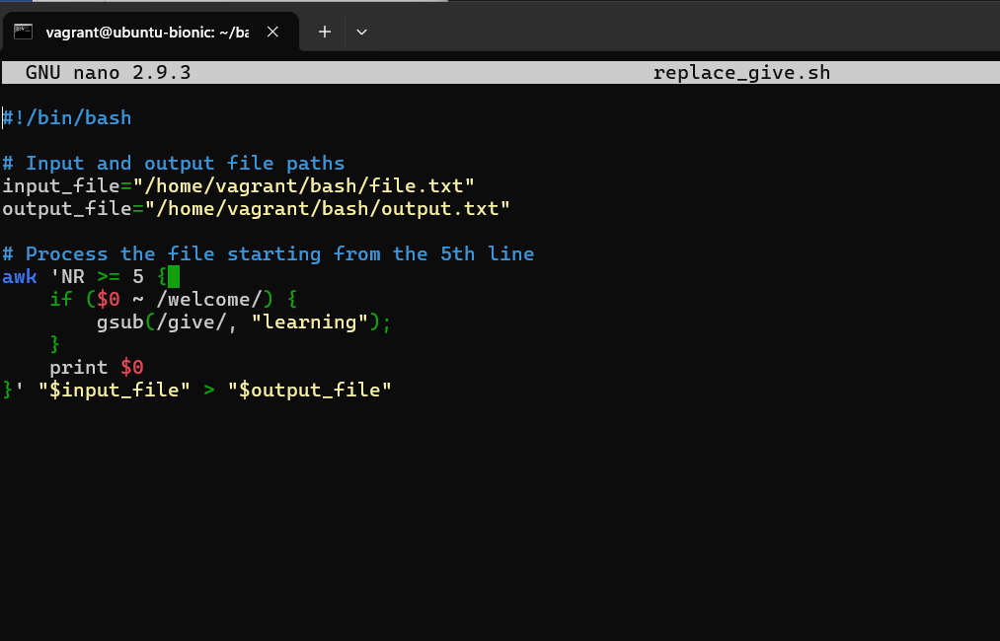 vagrant@ubuntu-bionic: ~/ba
GNU nano 2.9.3 replace_give.sh
#!/bin/bash
# Input and output file paths
input_file="/home/vagrant/bash/file.txt"
output_file="/home/vagrant/bash/output.txt"
# Process the file starting from the 5th line
awk 'NR >= 5 {
    if ($0 ~ /welcome/) {
        gsub(/give/, "learning");
    }
    print $0
}' "$input_file" > "$output_file"